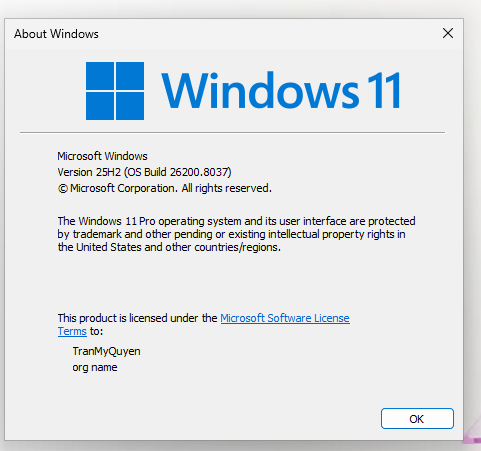 About Windows
Windows 11
Microsoft Windows
Version 25H2 (OS Build 26200.8037)
© Microsoft Corporation. All rights reserved.
The Windows 11 Pro operating system and its user interface are protected
by trademark and other pending or existing intellectual property rights in
the United States and other countries/regions.
This product is licensed under the Microsoft Software License
Terms to:
TranMyQuyen
org name
OK